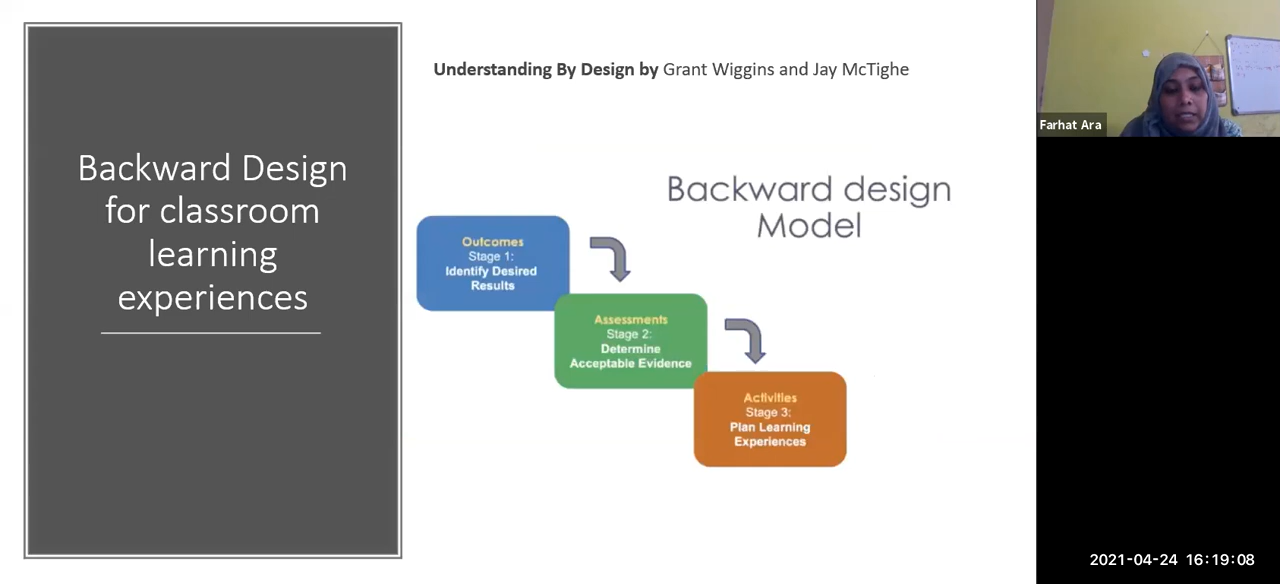 Backward Design
for classroom
learning
experiences
Understanding By Design by Grant Wiggins and Jay McTighe
Backward design
Model
Outcomes
Stage 1:
Identify Desired
Results
Assessments
Stage 2:
Determine
Acceptable Evidence
Activities
Stage 3:
Plan Learning
Experiences
Farhat Ara
2021-04-24 16:19:08